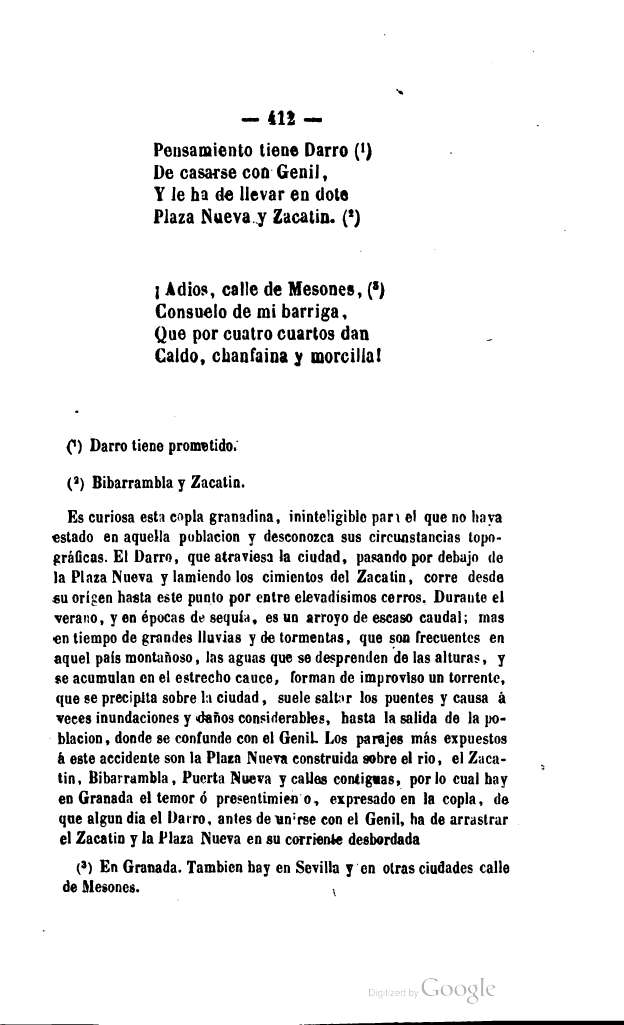 — 412 —
Pensamiento tiene Darro (¹)
De casarse con Genil,
Y le ha de llevar en dote
Plaza Nueva y Zacatin. (²)
¡Adios, calle de Mesones, (³)
Consuelo de mi barriga,
Que por cuatro cuartos dan
Caldo, chanfaina y morcilla!
(¹) Darro tiene prometido.
(²) Bibarrambla y Zacatin.
Es curiosa esta copla granadina, ininteligible para el que no haya
estado en aquella poblacion y desconozca sus circunstancias topo-
gráficas. El Darro, que atraviesa la ciudad, pasando por debajo de
la Plaza Nueva y lamiendo los cimientos del Zacatin, corre desde
su orígen hasta este punto por entre elevadísimos cerros. Durante el
verano, y en épocas de sequía, es un arroyo de escaso caudal; mas
en tiempo de grandes lluvias y de tormentas, que son frecuentes en
aquel país montañoso, las aguas que se desprenden de las alturas, y
se acumulan en el estrecho cauce, forman de improviso un torrente,
que se precipita sobre la ciudad, suele saltar los puentes y causa á
veces inundaciones y daños considerables, hasta la salida de la po-
blacion, donde se confunde con el Genil. Los parajes más expuestos
á este accidente son la Plaza Nueva construida sobre el rio, el Zaca-
tin, Bibarrambla, Puerta Nueva y calles contiguas, por lo cual hay
en Granada el temor ó presentimiento, expresado en la copla, de
que algun dia el Darro, antes de unirse con el Genil, ha de arrastrar
el Zacatin y la Plaza Nueva en su corriente desbordada
(³) En Granada. Tambien hay en Sevilla y en otras ciudades calle
de Mesones.
Digitized by Google